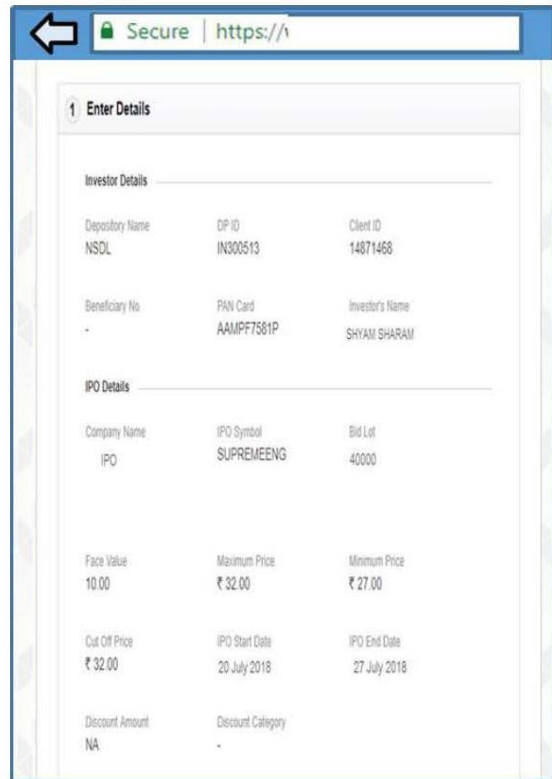 Secure | https://\
1 Enter Details
Investor Details
Depository Name DP ID Client ID
NSDL IN300513 14871468
Beneficiary No PAN Card Investor's Name
- AAMPF7581P SHYAM SHARAM
IPO Details
Company Name IPO Symbol Bid Lot
IPO SUPREMEENG 40000
Face Value Maximum Price Minimum Price
10.00 ₹ 32.00 ₹ 27.00
Cut Off Price IPO Start Date IPO End Date
₹ 32.00 20 July 2018 27 July 2018
Discount Amount Discount Category
NA -